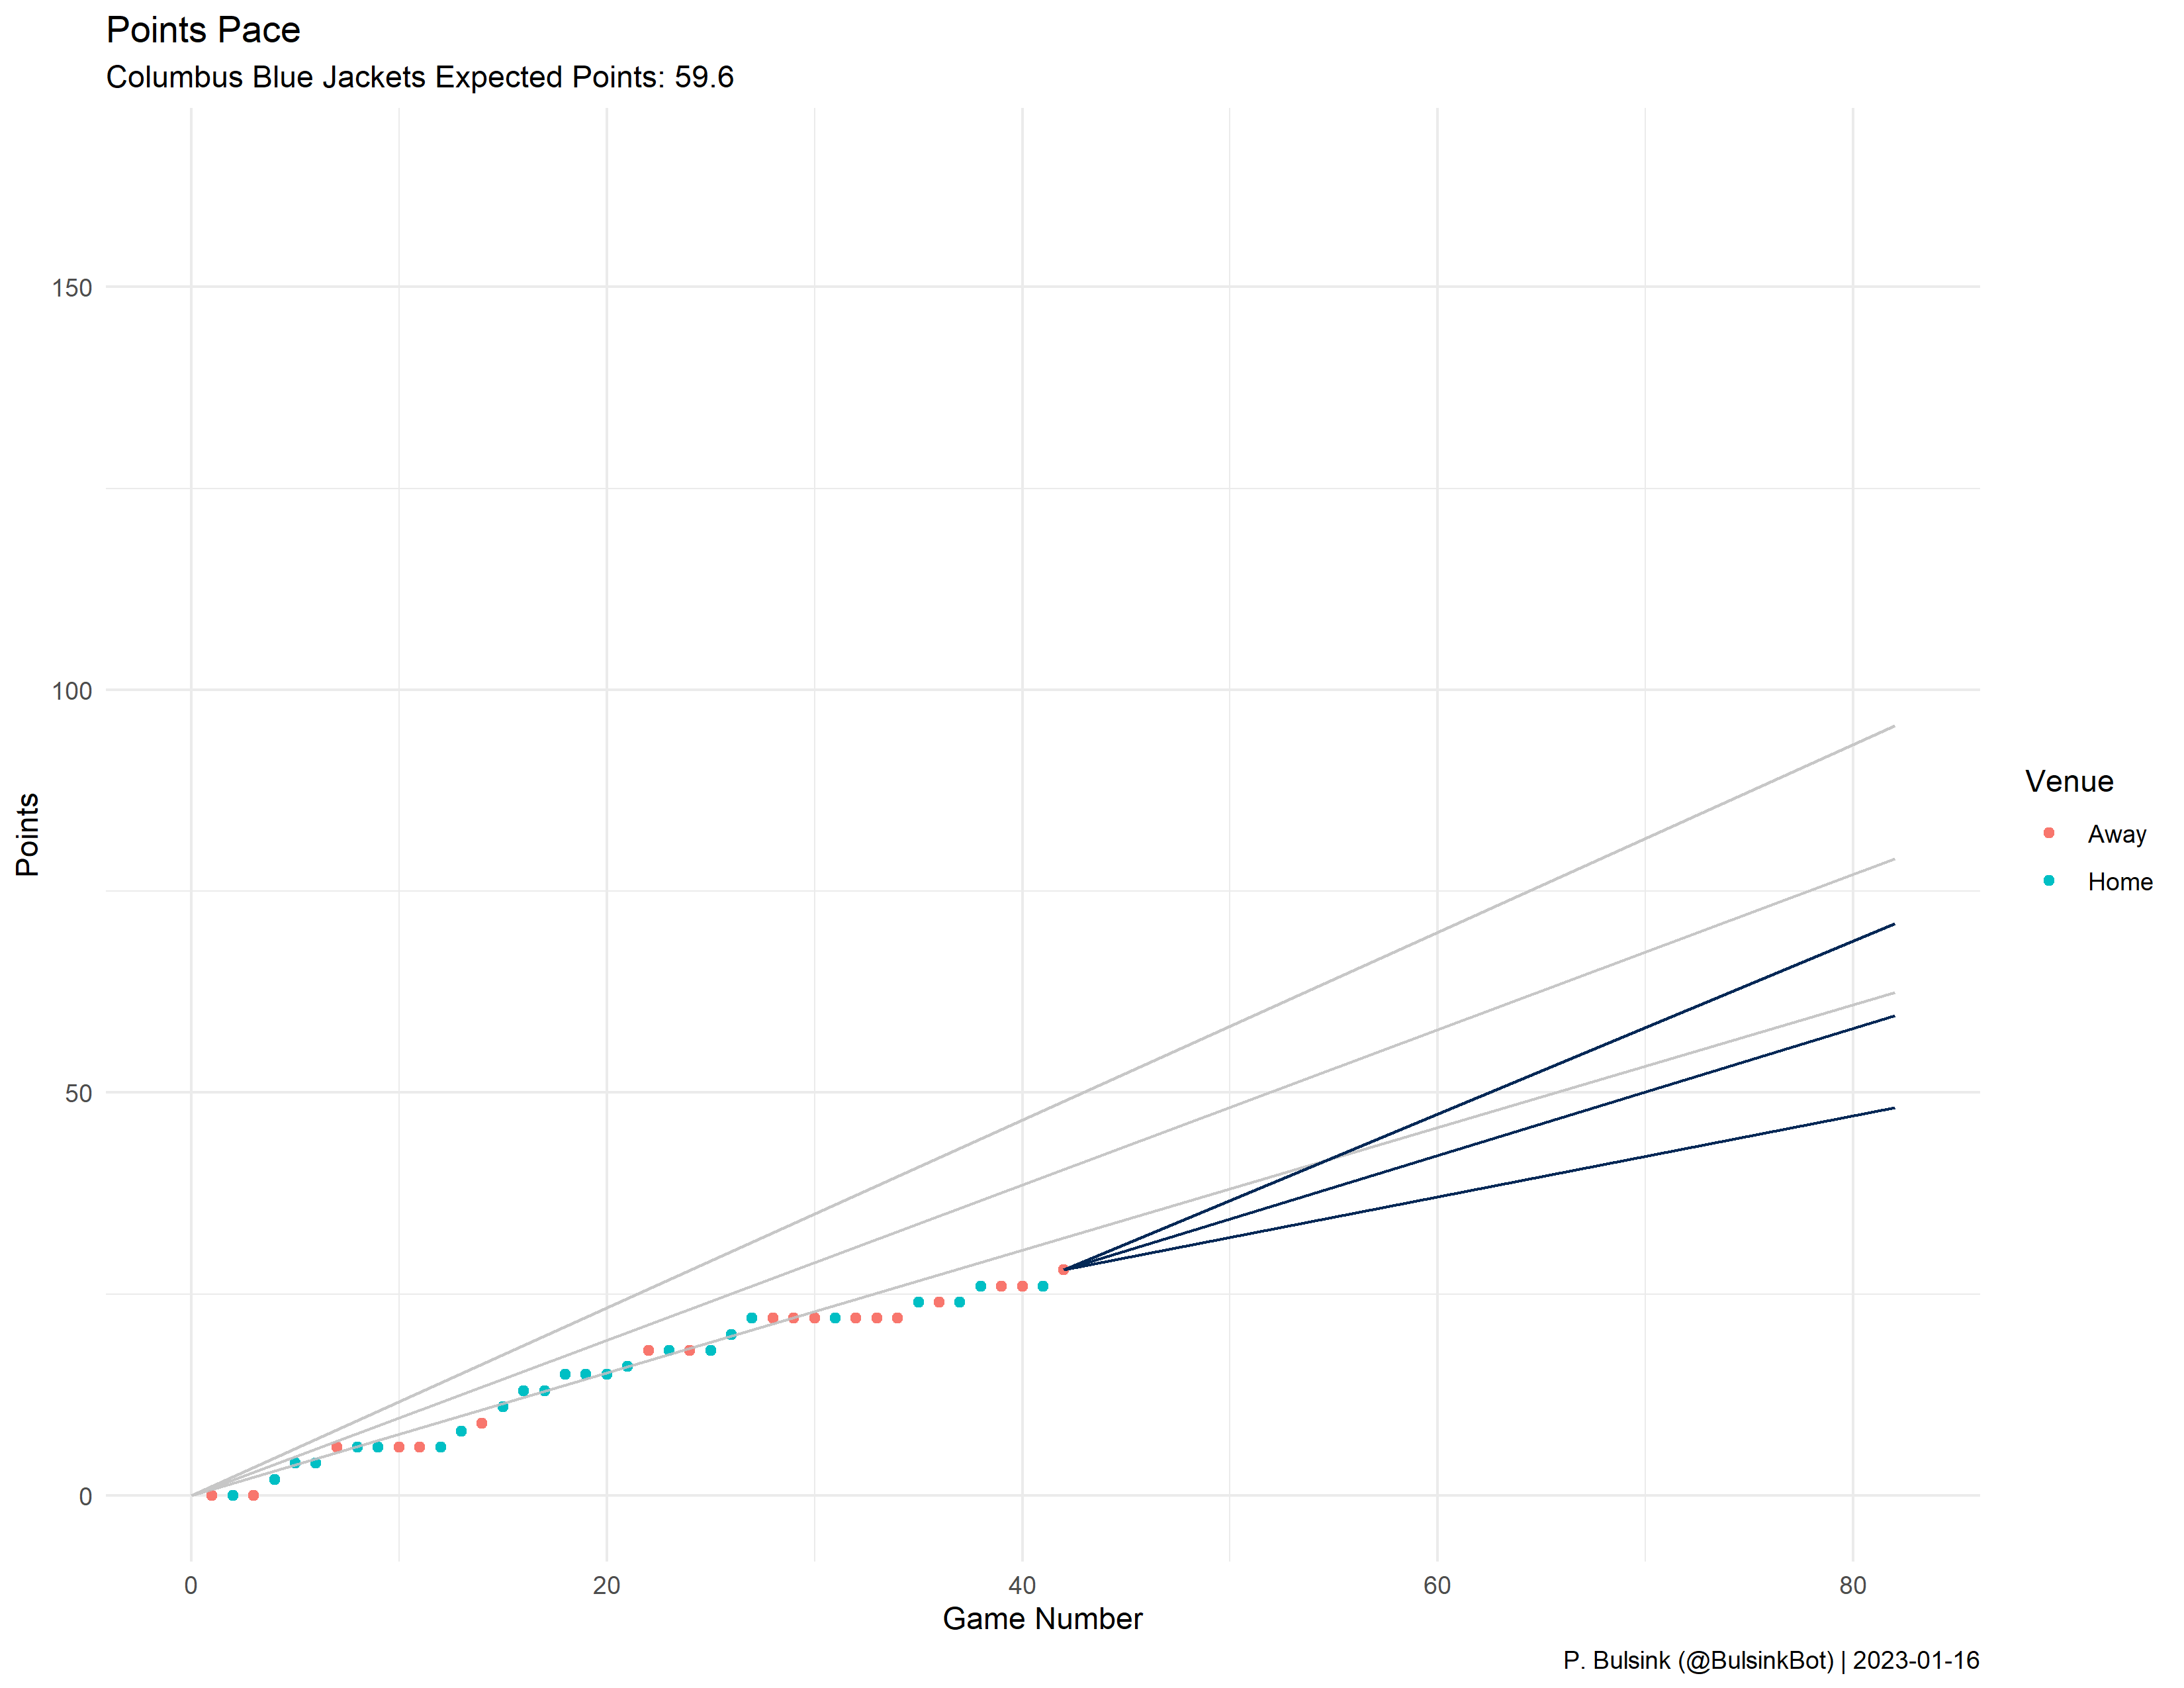 Points Pace
Columbus Blue Jackets Expected Points: 59.6
150
100
50
0
Points
0 20 40 60 80
Game Number
Venue
Away
Home
P. Bulsink (@BulsinkBot) | 2023-01-16